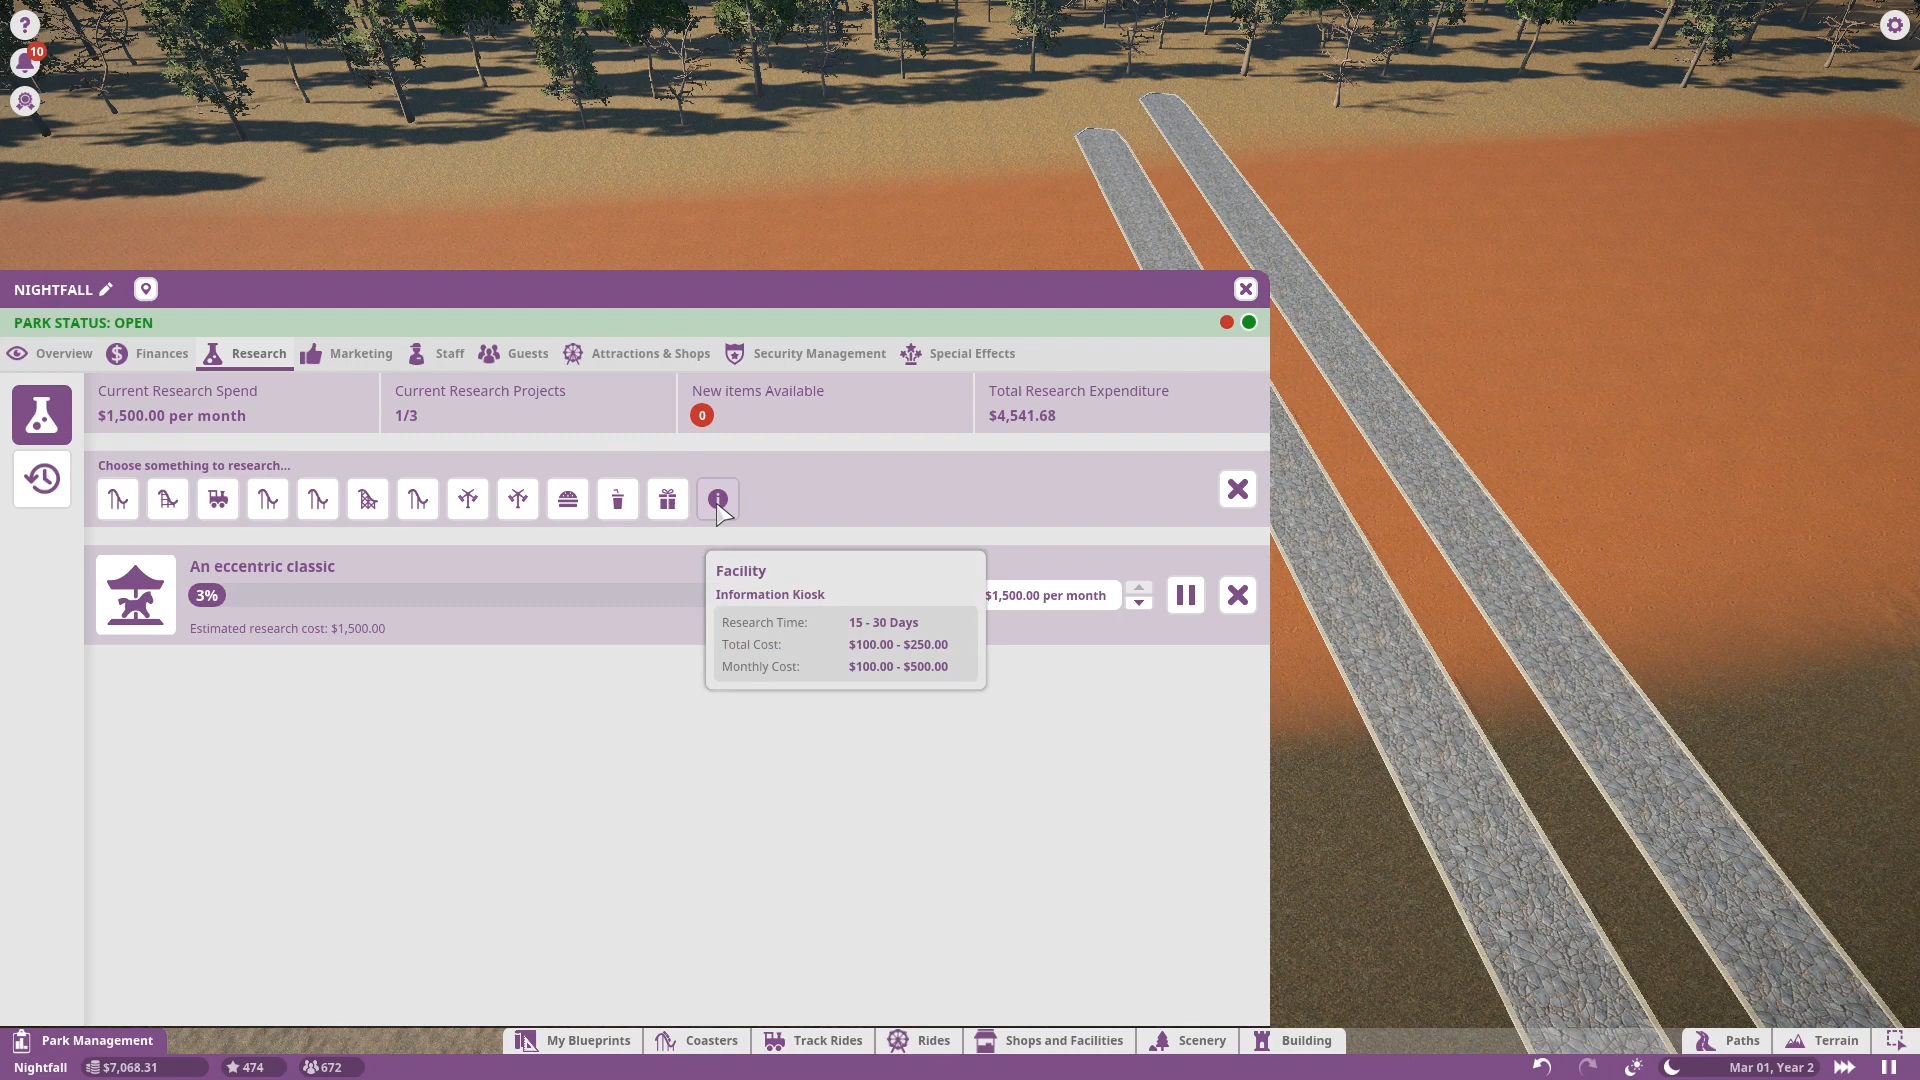 ?
10
NIGHTFALL
PARK STATUS: OPEN
Overview
Finances
Research
Marketing
Staff
Guests
Attractions & Shops
Security Management
Special Effects
Current Research Spend
$1,500.00 per month
Current Research Projects
1/3
New items Available
0
Total Research Expenditure
$4,541.68
Choose something to research...
An eccentric classic
3%
Estimated research cost: $1,500.00
$1,500.00 per month
Facility
Information Kiosk
Research Time: 15 - 30 Days
Total Cost: $100.00 - $250.00
Monthly Cost: $100.00 - $500.00
Park Management
My Blueprints
Coasters
Track Rides
Rides
Shops and Facilities
Scenery
Building
Paths
Terrain
Nightfall
$7,068.31
474
672
Mar 01, Year 2